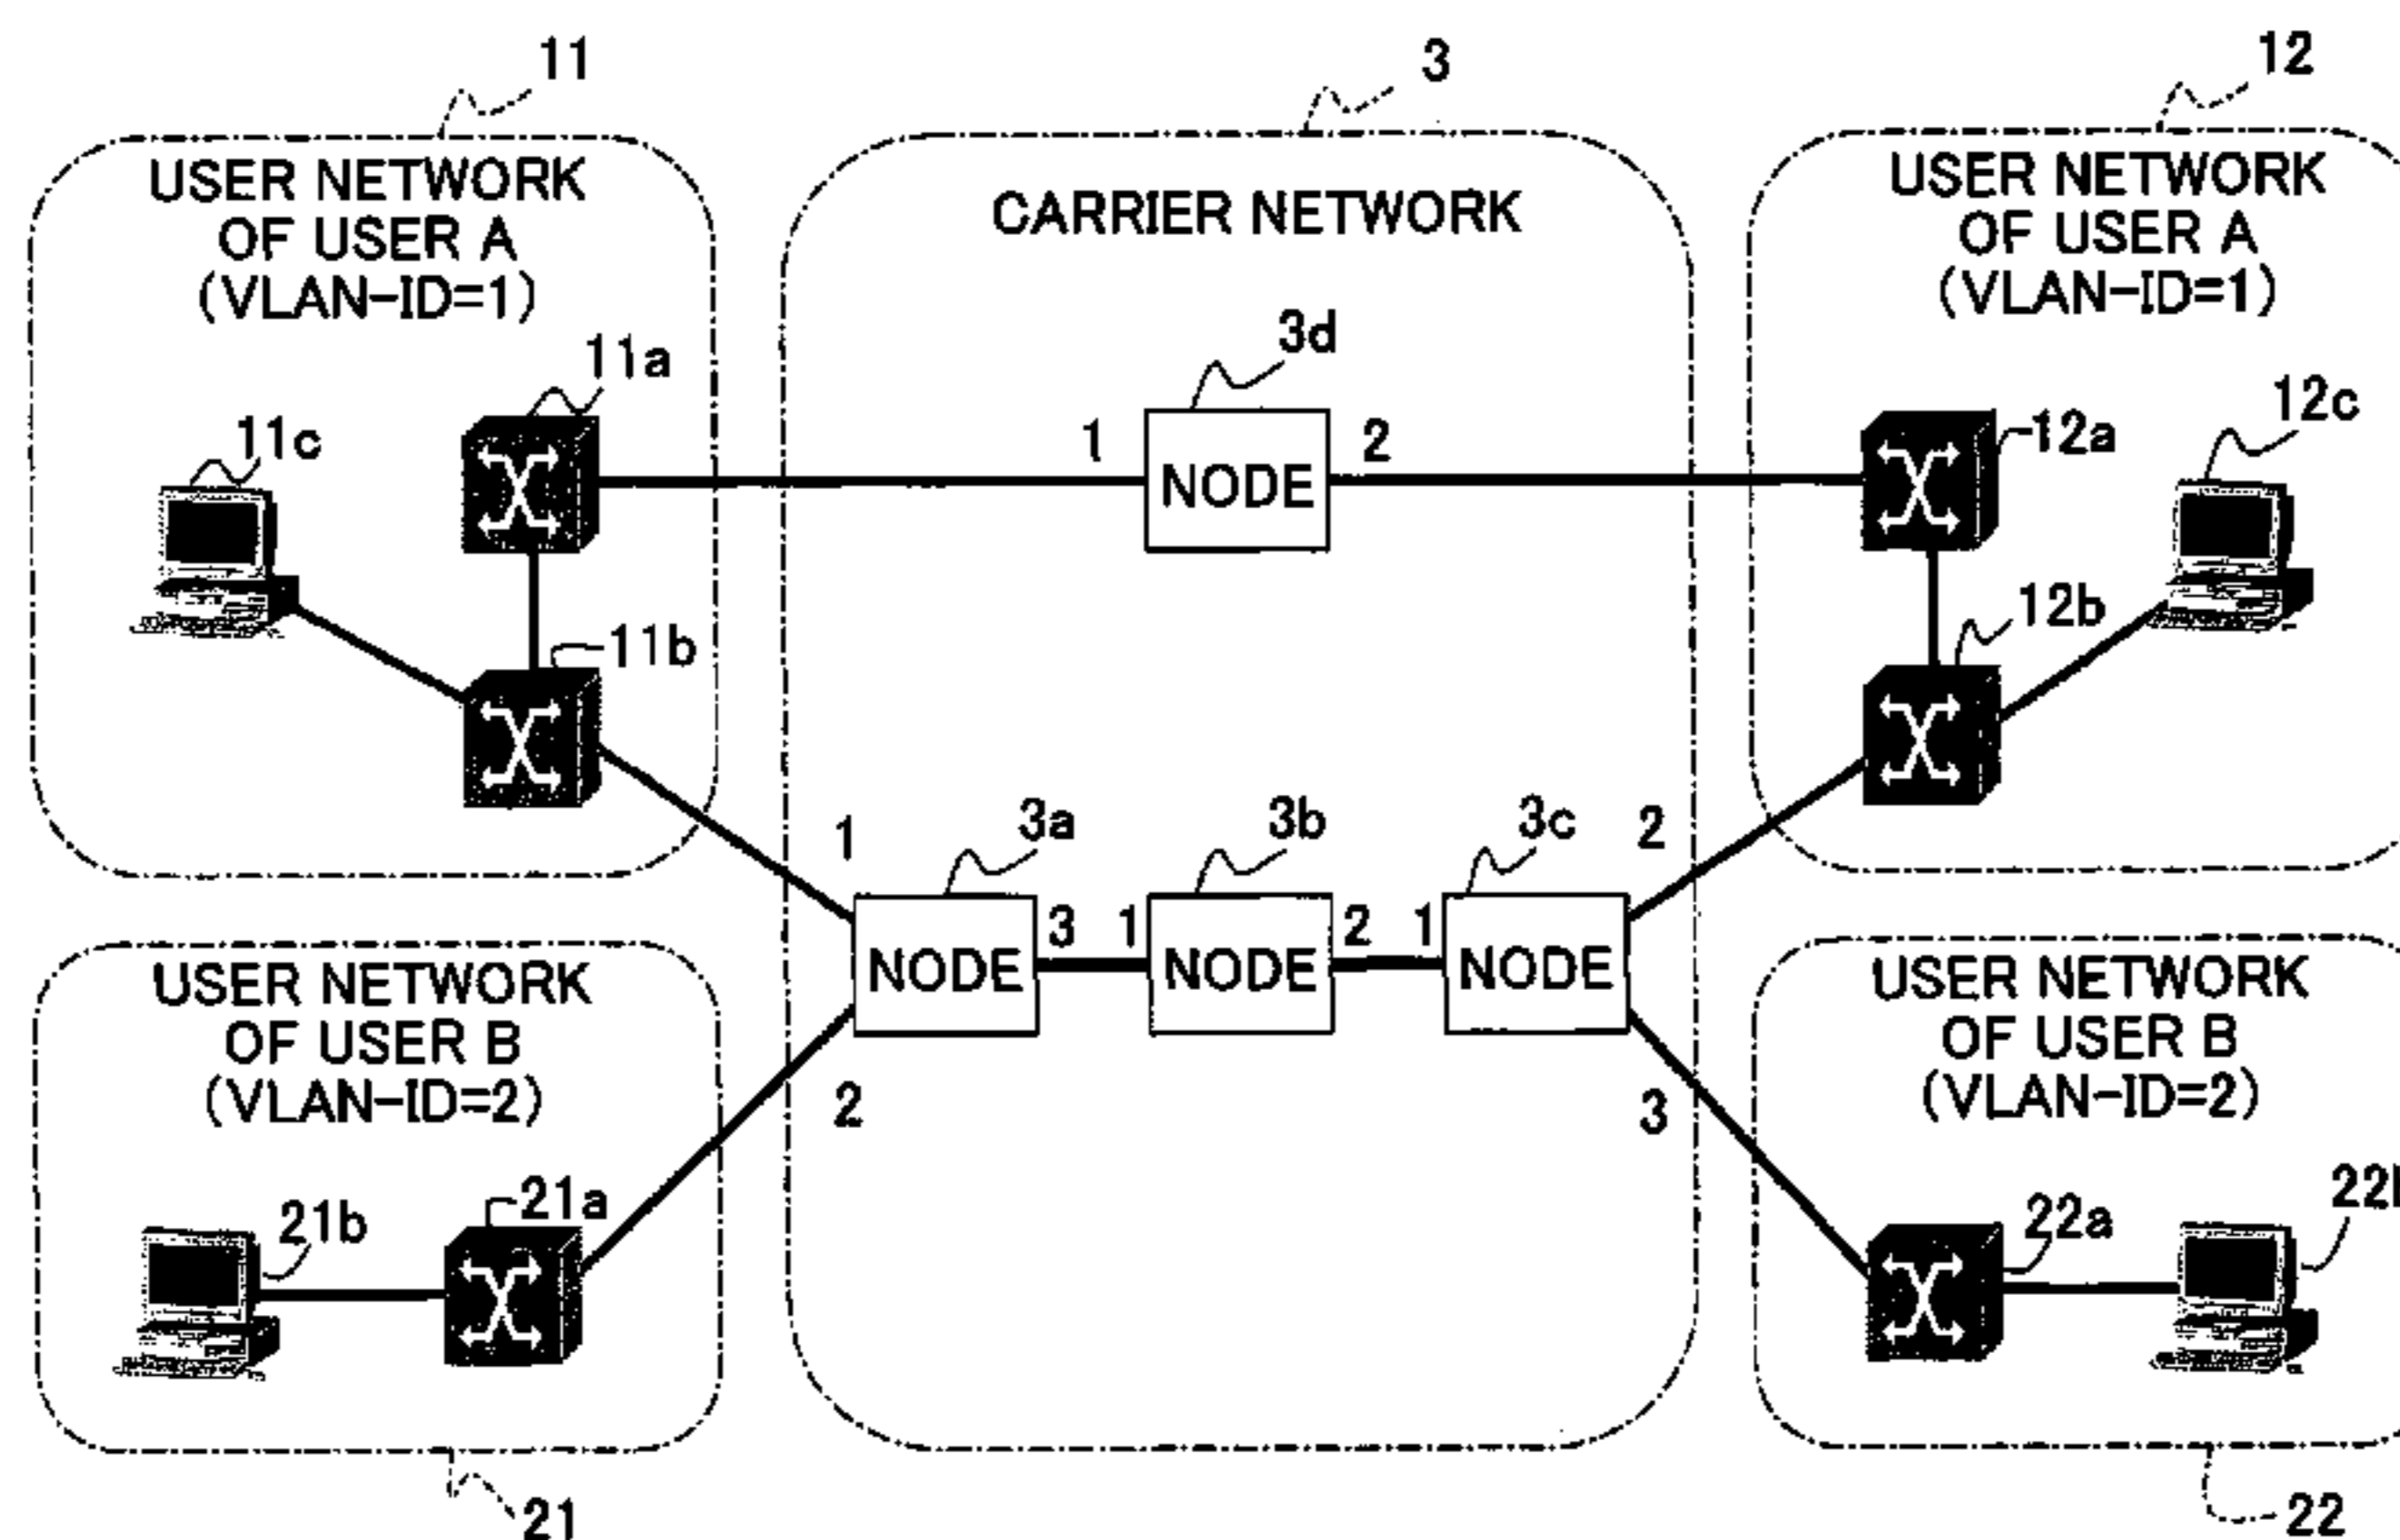 11
3
12
USER NETWORK
OF USER A
(VLAN-ID=1)
CARRIER NETWORK
USER NETWORK
OF USER A
(VLAN-ID=1)
11a
11c
3d
1
NODE
2
12a
12c
11b
12b
1
3a
3b
3c
2
NODE
3
1
NODE
2
1
NODE
USER NETWORK
OF USER B
(VLAN-ID=2)
2
3
USER NETWORK
OF USER B
(VLAN-ID=2)
21b
21a
22a
21
22